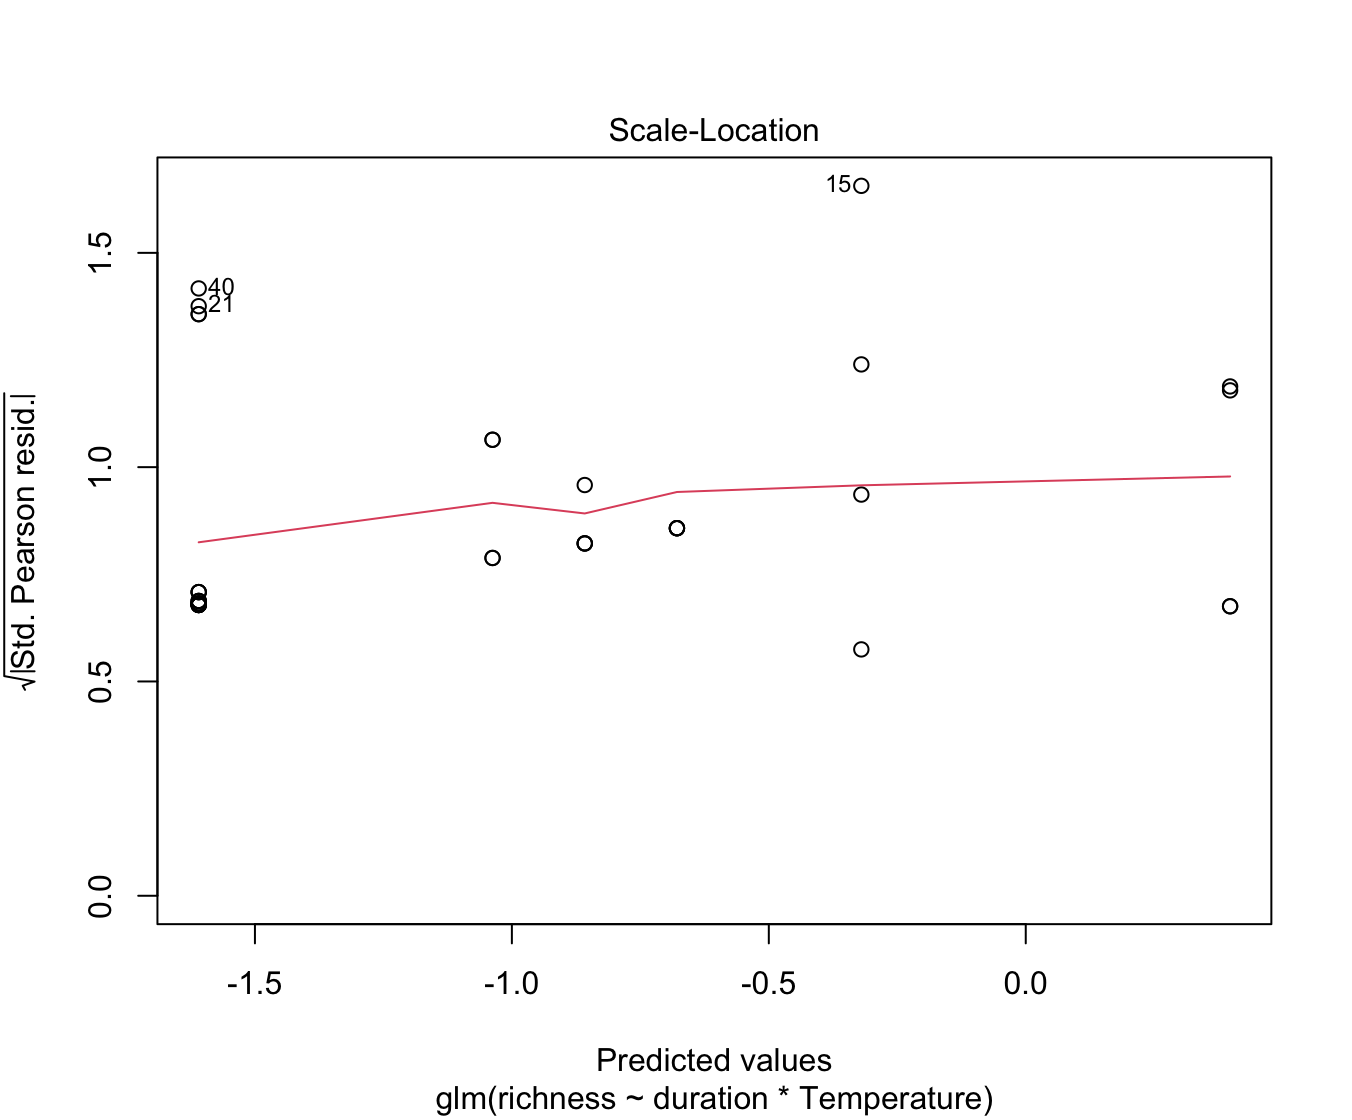 Scale-Location
√|Std. Pearson resid.|
1.5
1.0
0.5
0.0
15
40
21
-1.5 -1.0 -0.5 0.0
Predicted values
glm(richness ~ duration * Temperature)